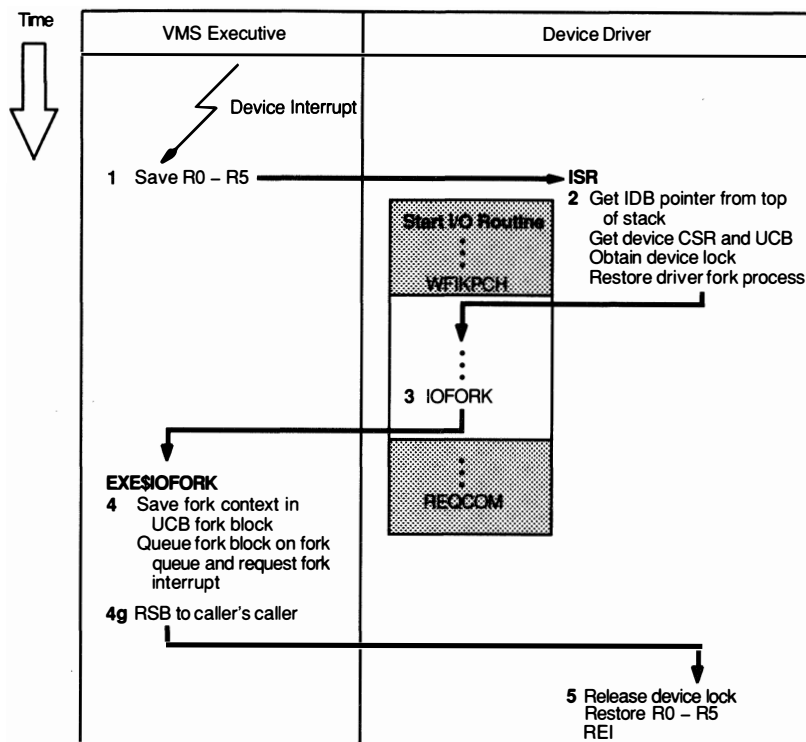 Time
VMS Executive
Device Driver
Device Interrupt
1 Save R0 – R5
ISR
2 Get IDB pointer from top
of stack
Get device CSR and UCB
Obtain device lock
Restore driver fork process
Start I/O Routine
WFIKPCH
3 IOFORK
EXE$IOFORK
4 Save fork context in
UCB fork block
Queue fork block on fork
queue and request fork
interrupt
REQCOM
4g RSB to caller's caller
5 Release device lock
Restore R0 – R5
REI